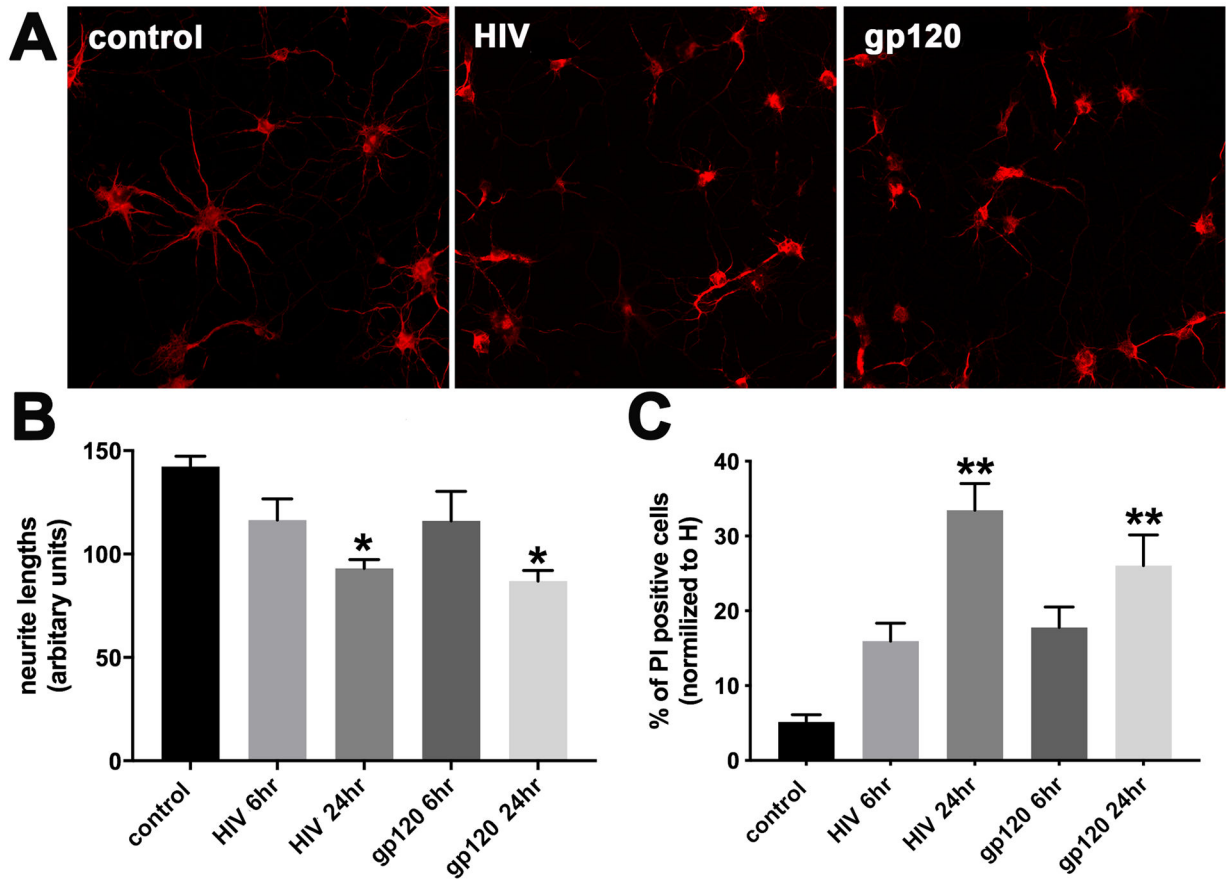 A
control
HIV
gp120
B
neurite lengths
(arbitary units)
150
100
50
0
*
*
control
HIV 6hr
HIV 24hr
gp120 6hr
gp120 24hr
C
% of PI positive cells
(normilized to H)
40
30
20
10
0
**
**
control
HIV 6hr
HIV 24hr
gp120 6hr
gp120 24hr